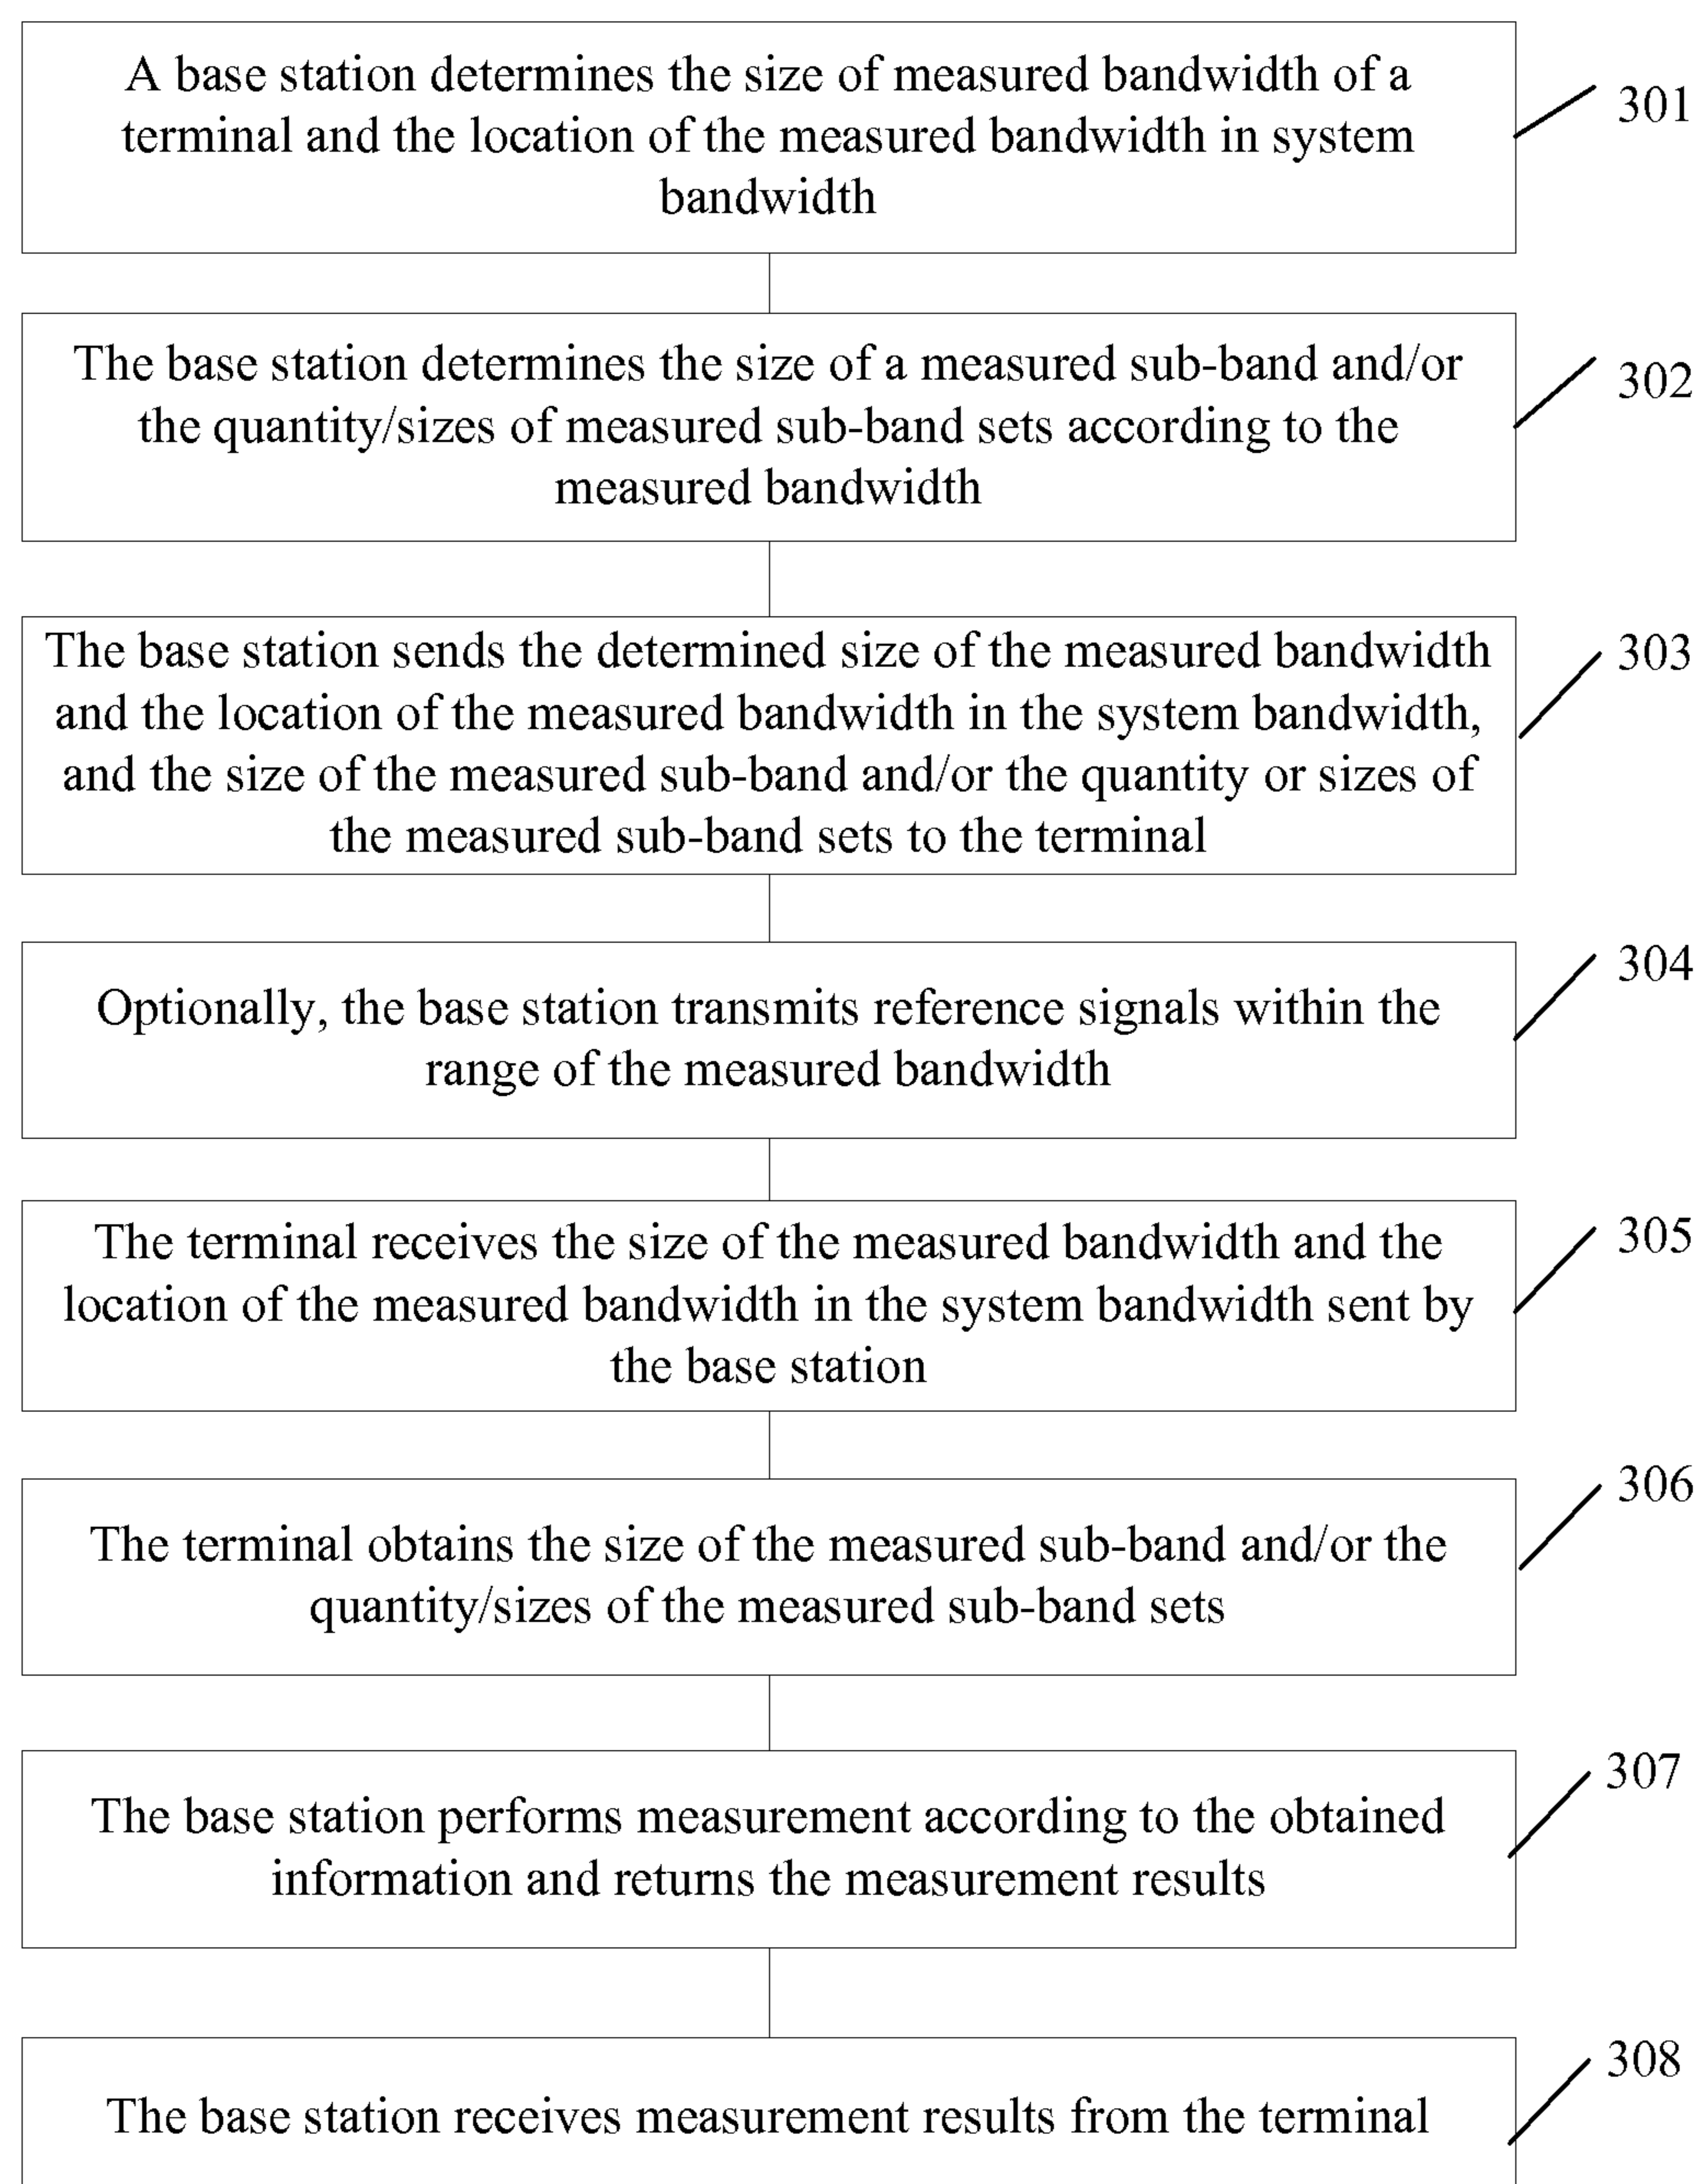 A base station determines the size of measured bandwidth of a
terminal and the location of the measured bandwidth in system
bandwidth
301
The base station determines the size of a measured sub-band and/or
the quantity/sizes of measured sub-band sets according to the
measured bandwidth
302
The base station sends the determined size of the measured bandwidth
and the location of the measured bandwidth in the system bandwidth,
and the size of the measured sub-band and/or the quantity or sizes of
the measured sub-band sets to the terminal
303
Optionally, the base station transmits reference signals within the
range of the measured bandwidth
304
The terminal receives the size of the measured bandwidth and the
location of the measured bandwidth in the system bandwidth sent by
the base station
305
The terminal obtains the size of the measured sub-band and/or the
quantity/sizes of the measured sub-band sets
306
The base station performs measurement according to the obtained
information and returns the measurement results
307
The base station receives measurement results from the terminal
308